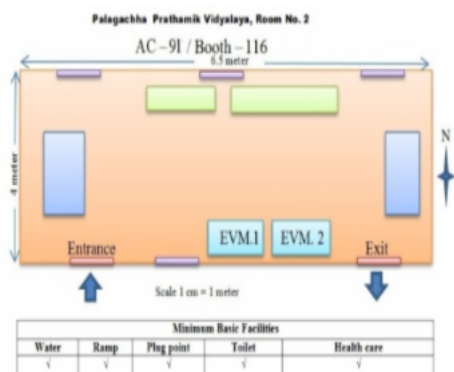 Palagachha Prathamik Vidyalaya, Room No. 2
AC – 91 / Booth – 116
6.5 meter
4 meter
N
EVM.1 EVM. 2
Entrance Exit
Scale 1 cm = 1 meter
Minimum Basic Facilities
Water Ramp Plug point Toilet Health care
√ √ √ √ √